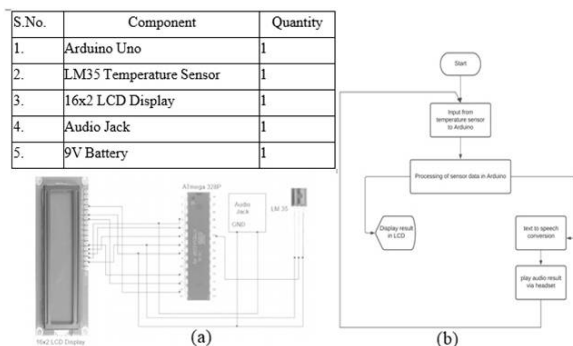 S.No. Component Quantity
1. Arduino Uno 1
2. LM35 Temperature Sensor 1
3. 16x2 LCD Display 1
4. Audio Jack 1
5. 9V Battery 1
ATmega 328P
Audio
Jack
GND
LM 35
16x2 LCD Display
(a)
Start
Input from
temperature sensor
to Arduino
Processing of sensor data in Arduino
Display result
in LCD
text to speech
conversion
play audio result
via headset
(b)